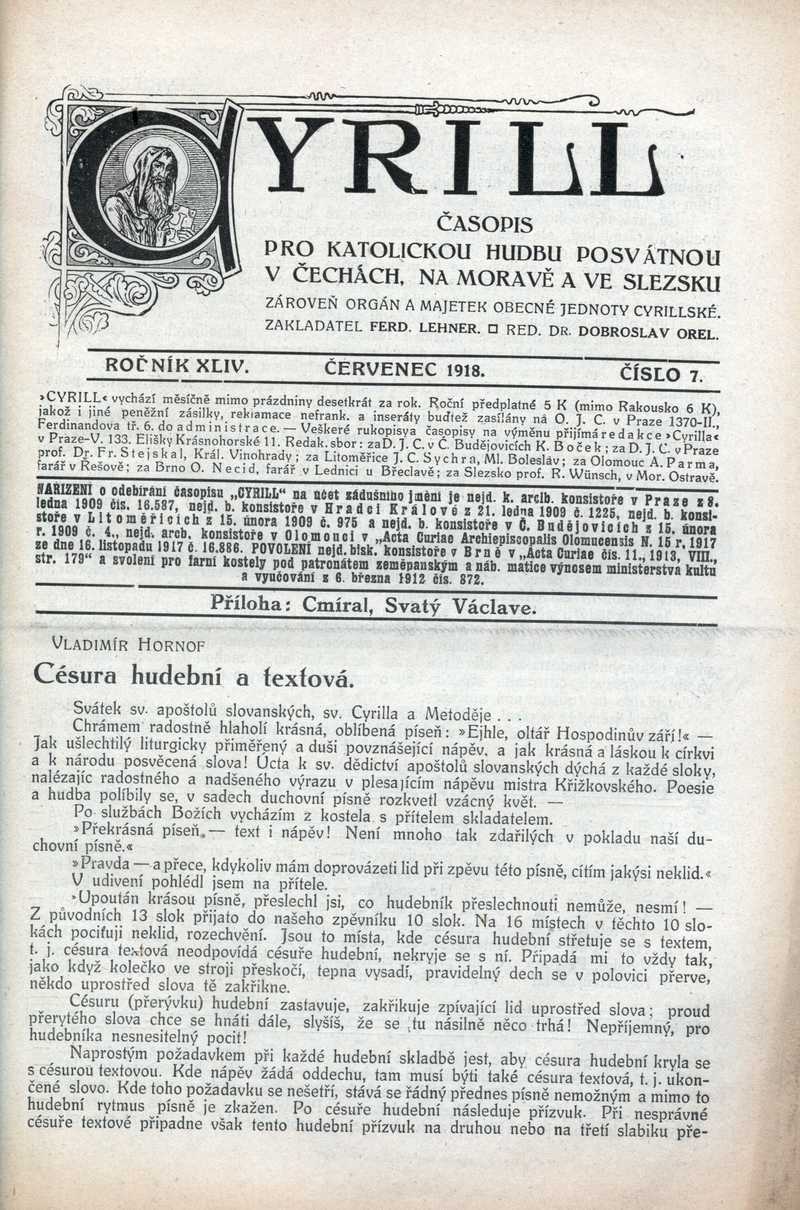 CYRILL
ČASOPIS
PRO KATOLICKOU HUDBU POSVÁTNOU
V ČECHÁCH, NA MORAVĚ A VE SLEZSKU
ZÁROVEŇ ORGÁN A MAJETEK OBECNÉ JEDNOTY CYRILLSKÉ.
ZAKLADATEL FERD. LEHNER. □ RED. DR. DOBROSLAV OREL.
ROČNÍK XLIV. ČERVENEC 1918. ČÍSLO 7.
›CYRILL‹ vychází měsíčně mimo prázdniny desetkrát za rok. Roční předplatné 5 K (mimo Rakousko 6 K),
jakož i jiné peněžní zásilky, reklamace nefrank. a inseráty buďtež zasílány na O. J. C. v Praze 1370-II.,
Ferdinandova tř. 6. do administrace. — Veškeré rukopisy a časopisy na výměnu přijímá redakce ›Cyrilla‹
v Praze-V. 133. Elišky Krásnohorské 11. Redak. sbor: za D. J. C. v Č. Budějovicích K. Boček; za D. J. C. v Praze
prof. Dr. Fr. Stejskal, Král. Vinohrady; za Litoměřice J. C. Sychra, Ml. Boleslav; za Olomouc A. Parma,
farář v Řešově; za Brno O. Necid, farář v Lednici u Břeclavě; za Slezsko prof. R. Wünsch, v Mor. Ostravě.
NAŘÍZENÍ o odebírání časopisu „CYRILL“ na účet zádušního jmění je nejd. k. arcib. konsistoře v Praze z 8.
ledna 1909 čís. 16.587, nejd. b. konsistoře v Hradci Králové z 21. ledna 1909 č. 1225, nejd. b. konsi-
stoře v Litoměřicích z 15. února 1909 č. 975 a nejd. b. konsistoře v Č. Budějovicích z 15. února
r. 1909 č. 4., nejd. arcb. konsistoře v Olomouci v „Acta Curiae Archiepiscopalis Olomucensis N. 15 r. 1917
ze dne 16. listopadu 1917 č. 16.886. POVOLENÍ nejd. bisk. konsistoře v Brně v „Acta Curiae čís. 11., 1913, VIII.,
str. 179“ a svolení pro farní kostely pod patronátem zeměpanským a náb. matice výnosem ministerstva kultu
a vyučování z 6. března 1912 čís. 872.
Příloha: Cmíral, Svatý Václave.
VLADIMÍR HORNOF
Césura hudební a textová.
Svátek sv. apoštolů slovanských, sv. Cyrilla a Metoděje . . .
Chrámem radostně hlaholí krásná, oblíbená píseň: »Ejhle, oltář Hospodinův září!« —
Jak ušlechtilý liturgicky přiměřený a duši povznášející nápěv, a jak krásná a láskou k církvi
a k národu posvěcená slova! Úcta k sv. dědictví apoštolů slovanských dýchá z každé sloky,
nalézajíc radostného a nadšeného výrazu v plesajícím nápěvu mistra Křižkovského. Poesie
a hudba políbily se, v sadech duchovní písně rozkvetl vzácný květ. —
Po službách Božích vycházím z kostela s přítelem skladatelem.
»Překrásná píseň, — text i nápěv! Není mnoho tak zdařilých v pokladu naší du-
chovní písně.«
»Pravda — a přece, kdykoliv mám doprovázeti lid při zpěvu této písně, cítím jakýsi neklid.«
V udivení pohlédl jsem na přítele.
›Upoután krásou písně, přeslechl jsi, co hudebník přeslechnouti nemůže, nesmí! —
Z původních 13 slok přijato do našeho zpěvníku 10 slok. Na 16 místech v těchto 10 slo-
kách pociťuji neklid, rozechvění. Jsou to místa, kde césura hudební střetuje se s textem,
t. j. césura textová neodpovídá césuře hudební, nekryje se s ní. Připadá mi to vždy tak,
jako když kolečko ve stroji přeskočí, tepna vysadí, pravidelný dech se v polovici přerve,
někdo uprostřed slova tě zakřikne.
Césuru (přerývku) hudební zastavuje, zakřikuje zpívající lid uprostřed slova; proud
přerytého slova chce se hnáti dále, slyšíš, že se tu násilně něco trhá! Nepříjemný, pro
hudebníka nesnesitelný pocit!
Naprostým požadavkem při každé hudební skladbě jest, aby césura hudební kryla se
s césurou textovou. Kde nápěv žádá oddechu, tam musí býti také césura textová, t. j. ukon-
čené slovo. Kde toho požadavku se nešetří, stává se řádný přednes písně nemožným a mimo to
hudební rytmus písně je zkažen. Po césuře hudební následuje přízvuk. Při nesprávné
césuře textové připadne však tento hudební přízvuk na druhou nebo na třetí slabiku pře-